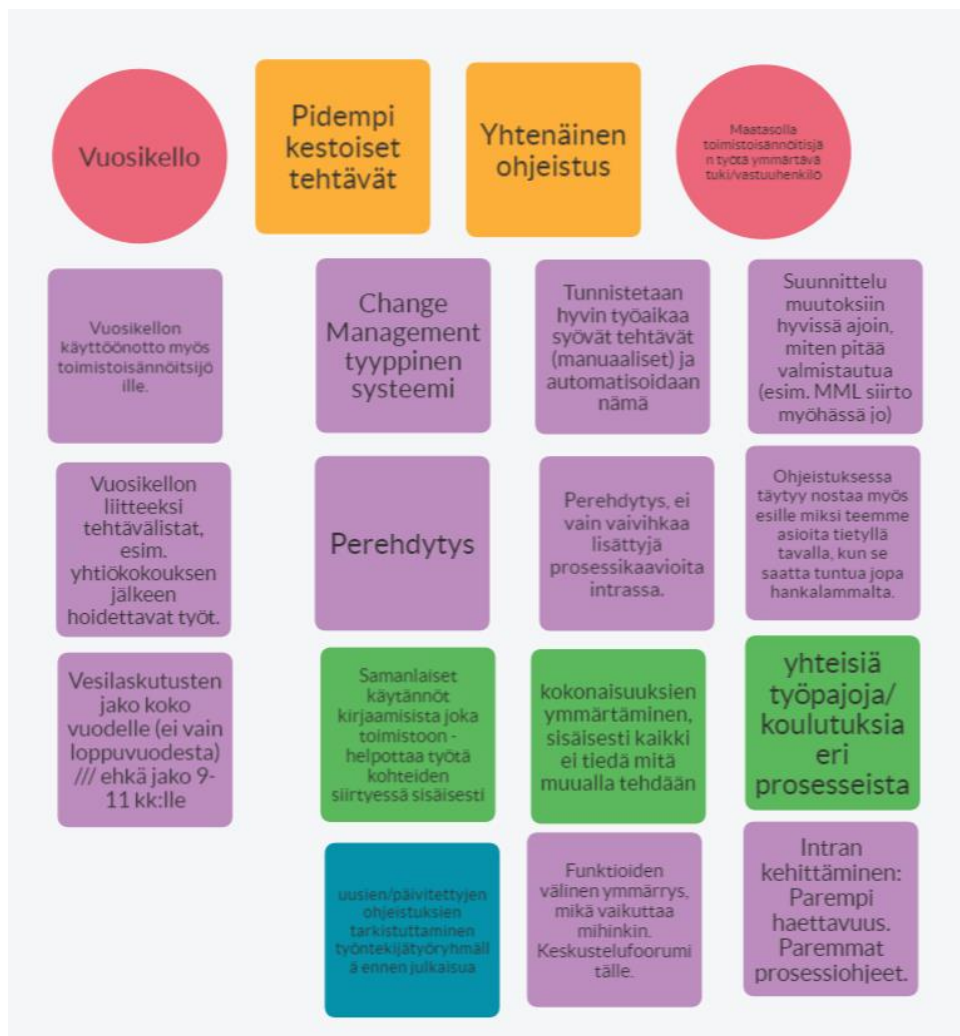 Vuosikello
Pidempi
kestoiset
tehtävät
Yhtenäinen
ohjeistus
Maatasolla
toimistoisännöitisjä
n työtä ymmärtävä
tuki/vastuuhenkilö
Vuosikellon
käyttöönotto myös
toimistoisännöitsijö
ille.
Change
Management
tyyppinen
systeemi
Tunnistetaan
hyvin työaikaa
syövät tehtävät
(manuaaliset) ja
automatisoidaan
nämä
Suunnittelu
muutoksiin
hyvissä ajoin,
miten pitää
valmistautua
(esim. MML siirto
myöhässä jo)
Vuosikellon
liitteeksi
tehtävälistat,
esim.
yhtiökokouksen
jälkeen
hoidettavat työt.
Perehdytys
Perehdytys, ei
vain vaivihkaa
lisättyjä
prosessikaavioita
intrassa.
Ohjeistuksessa
täytyy nostaa myös
esille miksi teemme
asioita tietyllä
tavalla, kun se
saatta tuntua jopa
hankalammalta.
Vesilaskutusten
jako koko
vuodelle (ei vain
loppuvuodesta)
/// ehkä jako 9-
11 kk:lle
Samanlaiset
käytännöt
kirjaamisista joka
toimistoon -
helpottaa työtä
kohteiden
siirtyessä sisäisesti
kokonaisuuksien
ymmärtäminen,
sisäisesti kaikki
ei tiedä mitä
muualla tehdään
yhteisiä
työpajoja/
koulutuksia
eri
prosesseista
uusien/päivitettyjen
ohjeistuksien
tarkistuttaminen
työntekijätyöryhmäll
ä ennen julkaisua
Funktioiden
välinen ymmärrys,
mikä vaikuttaa
mihinkin.
Keskustelufoorumi
tälle.
Intran
kehittäminen:
Parempi
haettavuus.
Paremmat
prosessiohjeet.